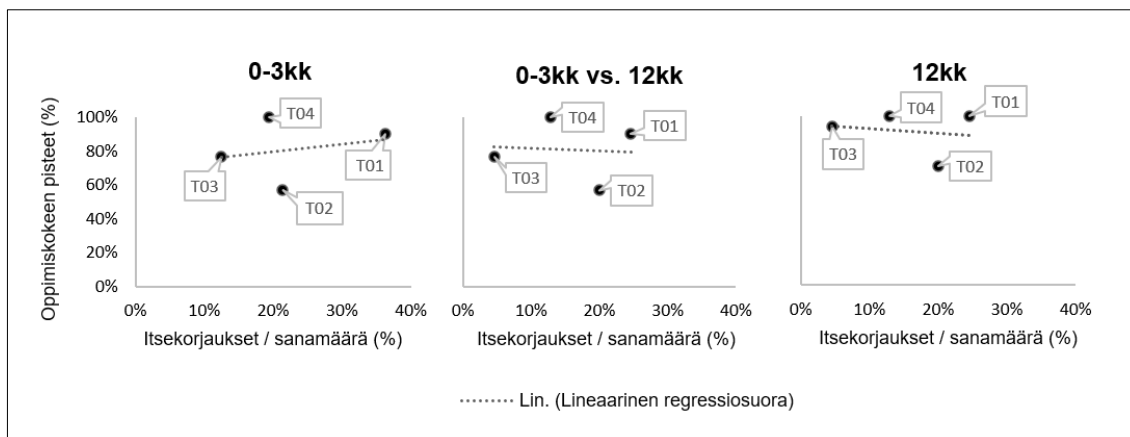 0-3kk
0-3kk vs. 12kk
12kk
Oppimiskokeen pisteet (%)
100%
80%
60%
40%
20%
0%
T04
T01
T03
T02
0% 10% 20% 30% 40%
Itsekorjaukset / sanamäärä (%)
T04
T01
T03
T02
0% 10% 20% 30% 40%
Itsekorjaukset / sanamäärä (%)
T04
T01
T03
T02
0% 10% 20% 30% 40%
Itsekorjaukset / sanamäärä (%)
Lin. (Lineaarinen regressiosuora)